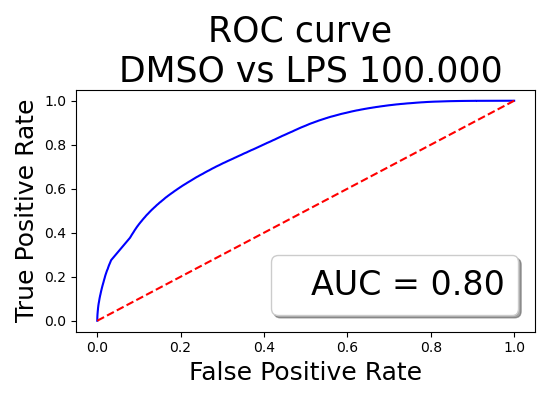 ROC curve
DMSO vs LPS 100.000
True Positive Rate
1.0
0.8
0.6
0.4
0.2
0.0
AUC = 0.80
0.0 0.2 0.4 0.6 0.8 1.0
False Positive Rate